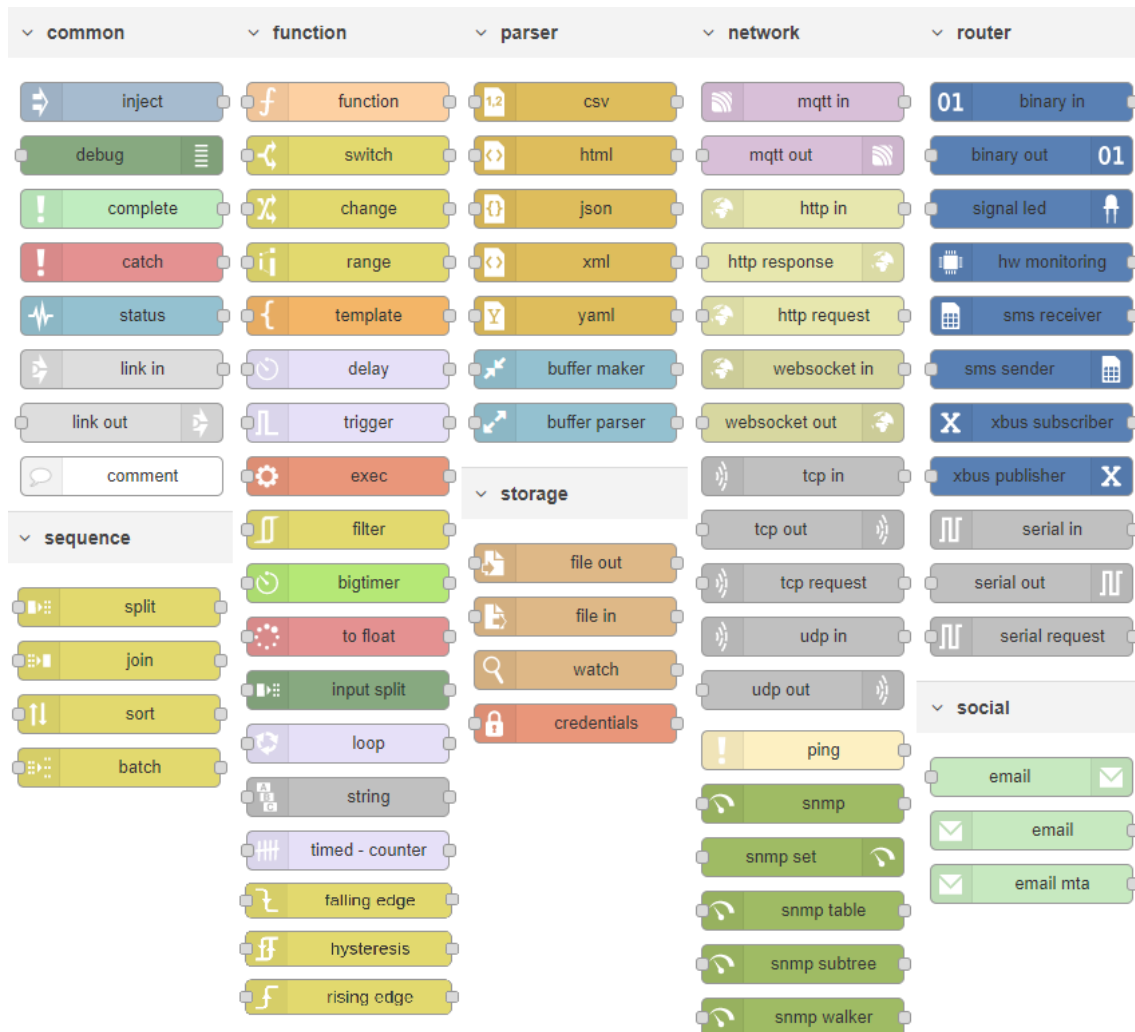 common
inject
debug
complete
catch
status
link in
link out
comment
sequence
split
join
sort
batch
function
function
switch
change
range
template
delay
trigger
exec
filter
bigtimer
to float
input split
loop
A
B
C
string
timed - counter
falling edge
hysteresis
rising edge
parser
1,2
csv
html
json
xml
Y
yaml
buffer maker
buffer parser
storage
file out
file in
watch
credentials
network
mqtt in
mqtt out
http in
http response
http request
websocket in
websocket out
tcp in
tcp out
tcp request
udp in
udp out
ping
snmp
snmp set
snmp table
snmp subtree
snmp walker
router
01 binary in
binary out 01
signal led
hw monitoring
sms receiver
sms sender
X xbus subscriber
xbus publisher X
serial in
serial out
serial request
social
email
email
email mta